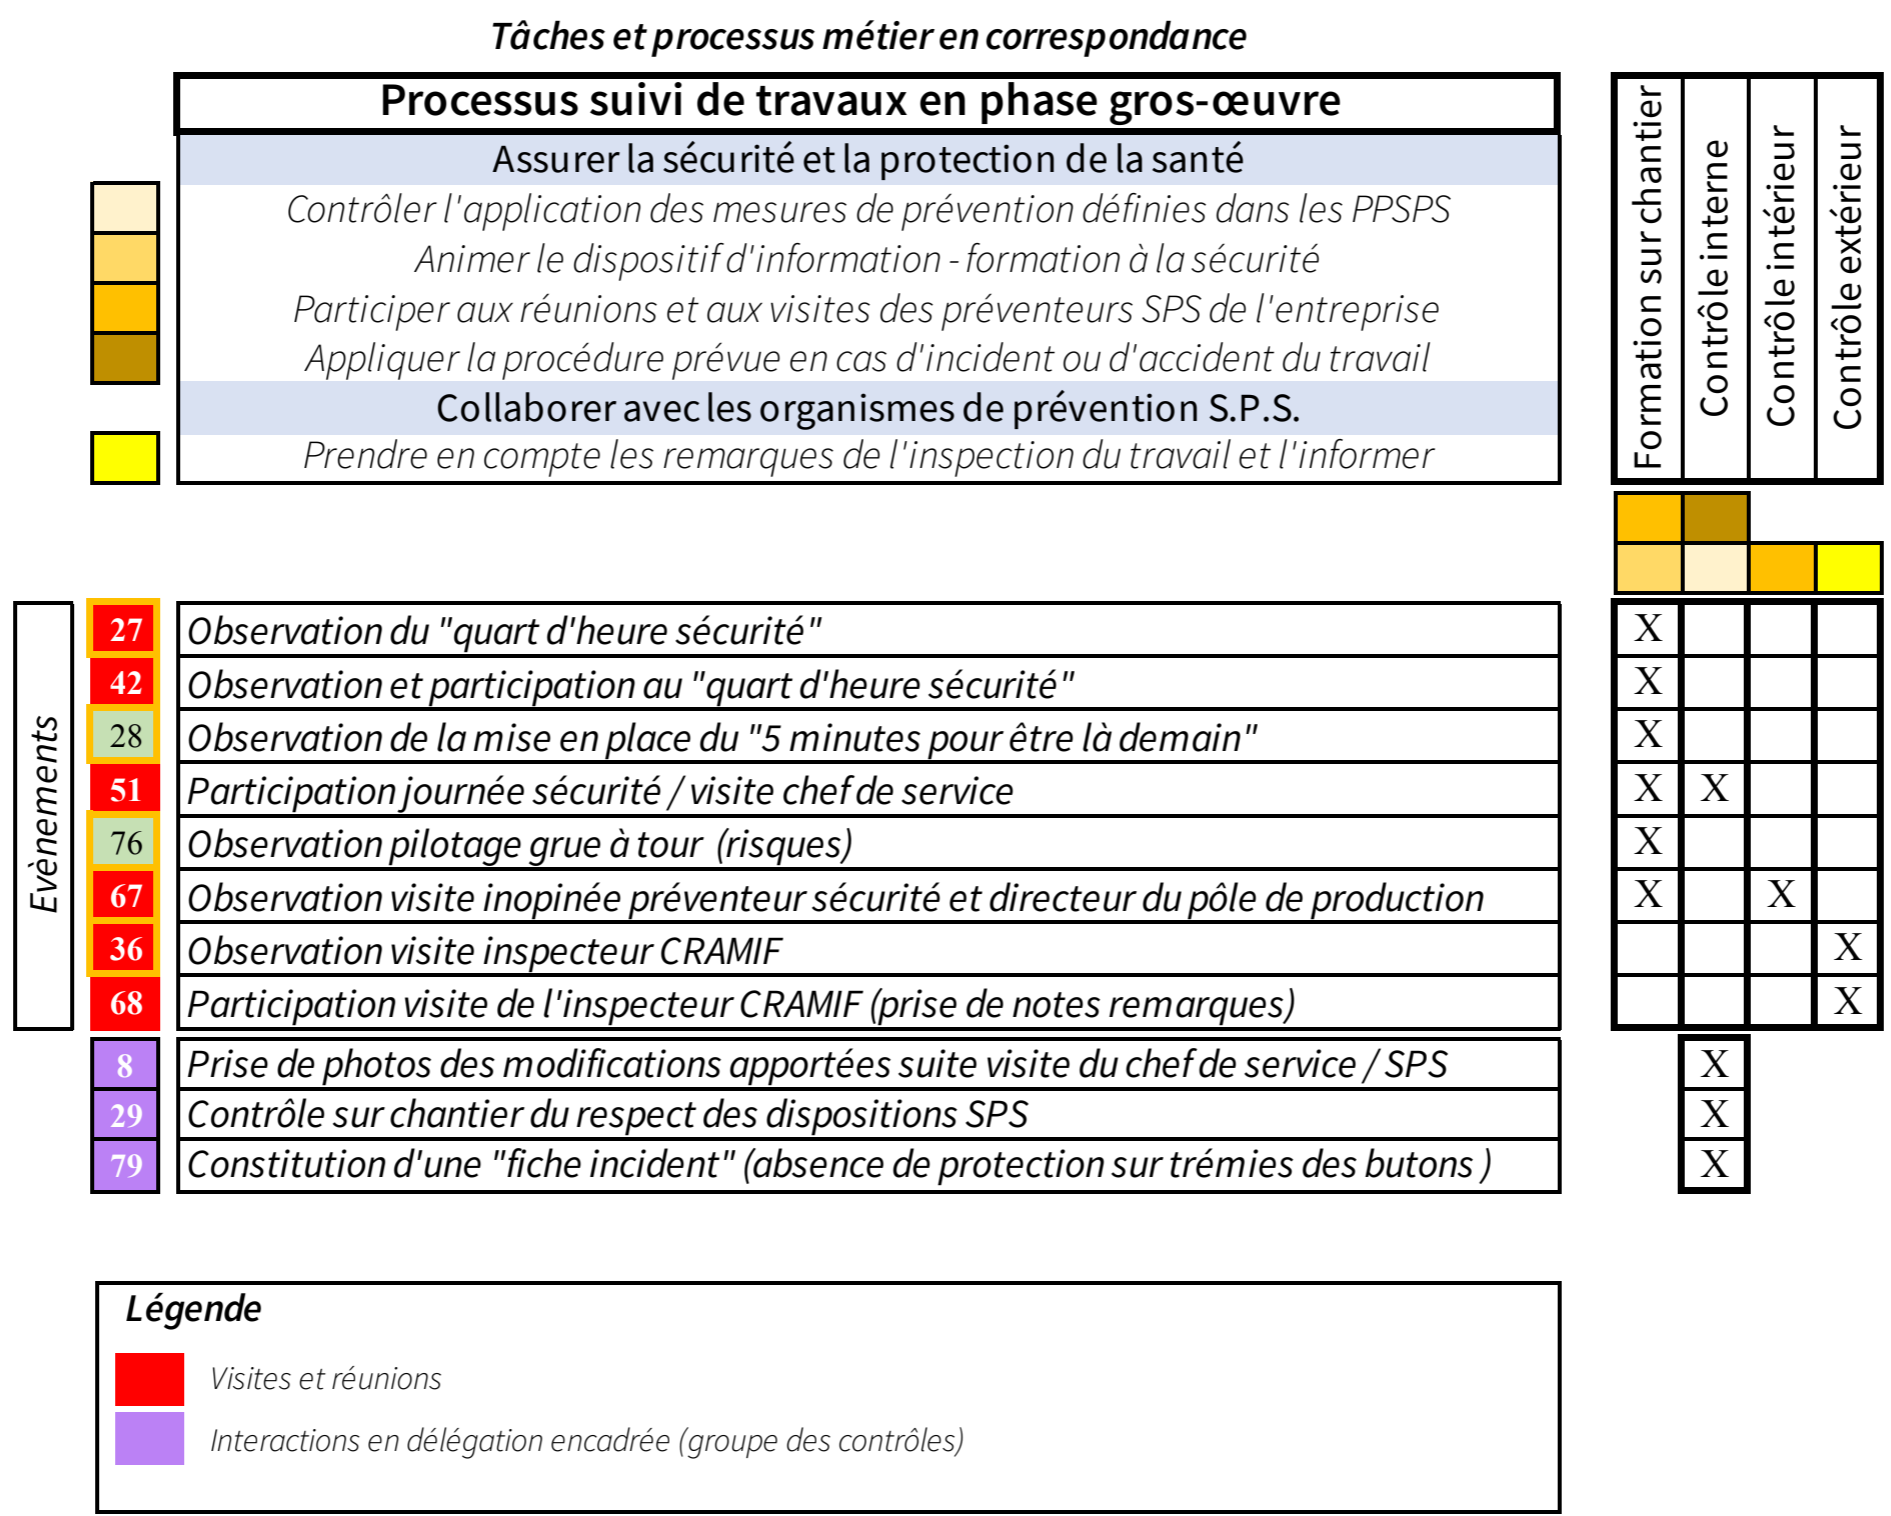 Tâches et processus métier en correspondance
Processus suivi de travaux en phase gros-œuvre
Assurer la sécurité et la protection de la santé
Contrôler l'application des mesures de prévention définies dans les PPSPS
Animer le dispositif d'information - formation à la sécurité
Participer aux réunions et aux visites des préventeurs SPS de l'entreprise
Appliquer la procédure prévue en cas d'incident ou d'accident du travail
Collaborer avec les organismes de prévention S.P.S.
Prendre en compte les remarques de l'inspection du travail et l'informer
Formation sur chantier
Contrôle interne
Contrôle intérieur
Contrôle extérieur
Evènements
27 Observation du "quart d'heure sécurité" X
42 Observation et participation au "quart d'heure sécurité" X
28 Observation de la mise en place du "5 minutes pour être là demain" X
51 Participation journée sécurité / visite chef de service X X
76 Observation pilotage grue à tour (risques) X
67 Observation visite inopinée préventeur sécurité et directeur du pôle de production X X
36 Observation visite inspecteur CRAMIF X
68 Participation visite de l'inspecteur CRAMIF (prise de notes remarques) X
8 Prise de photos des modifications apportées suite visite du chef de service / SPS X
29 Contrôle sur chantier du respect des dispositions SPS X
79 Constitution d'une "fiche incident" (absence de protection sur trémies des butons ) X
Légende
Visites et réunions
Interactions en délégation encadrée (groupe des contrôles)